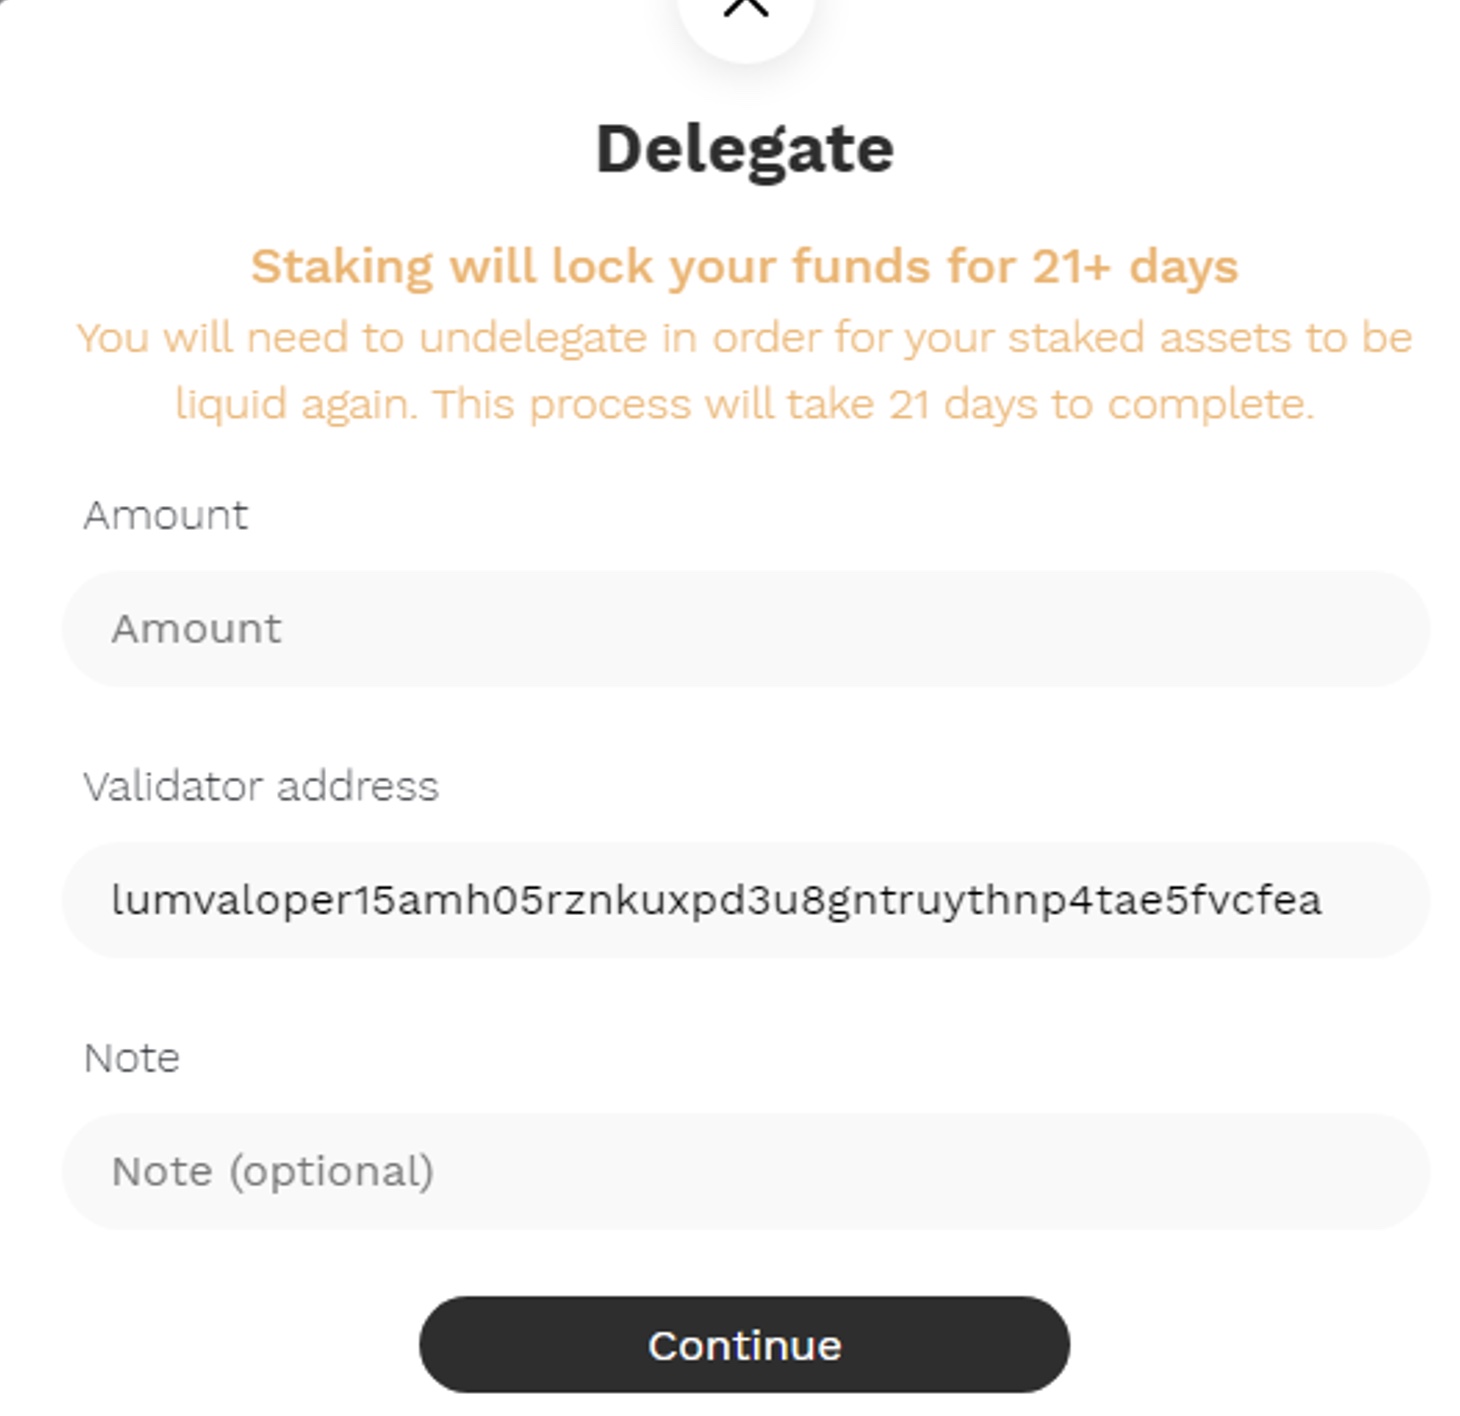 Delegate
Staking will lock your funds for 21+ days
You will need to undelegate in order for your staked assets to be
liquid again. This process will take 21 days to complete.
Amount
Amount
Validator address
lumvaloper15amh05rznkuxpd3u8gntruythnp4tae5fvcfea
Note
Note (optional)
Continue